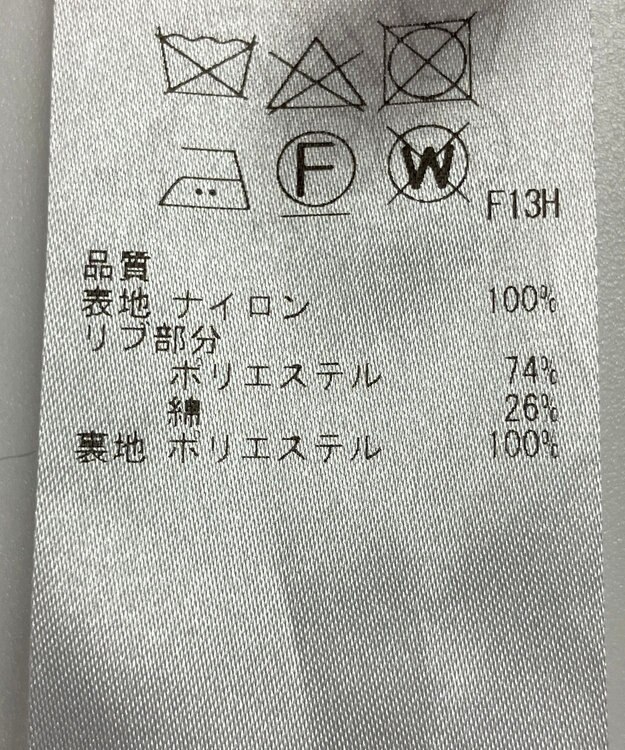 F W F13H
品質
表地 ナイロン 100%
リブ部分
ポリエステル 74%
綿 26%
裏地 ポリエステル 100%